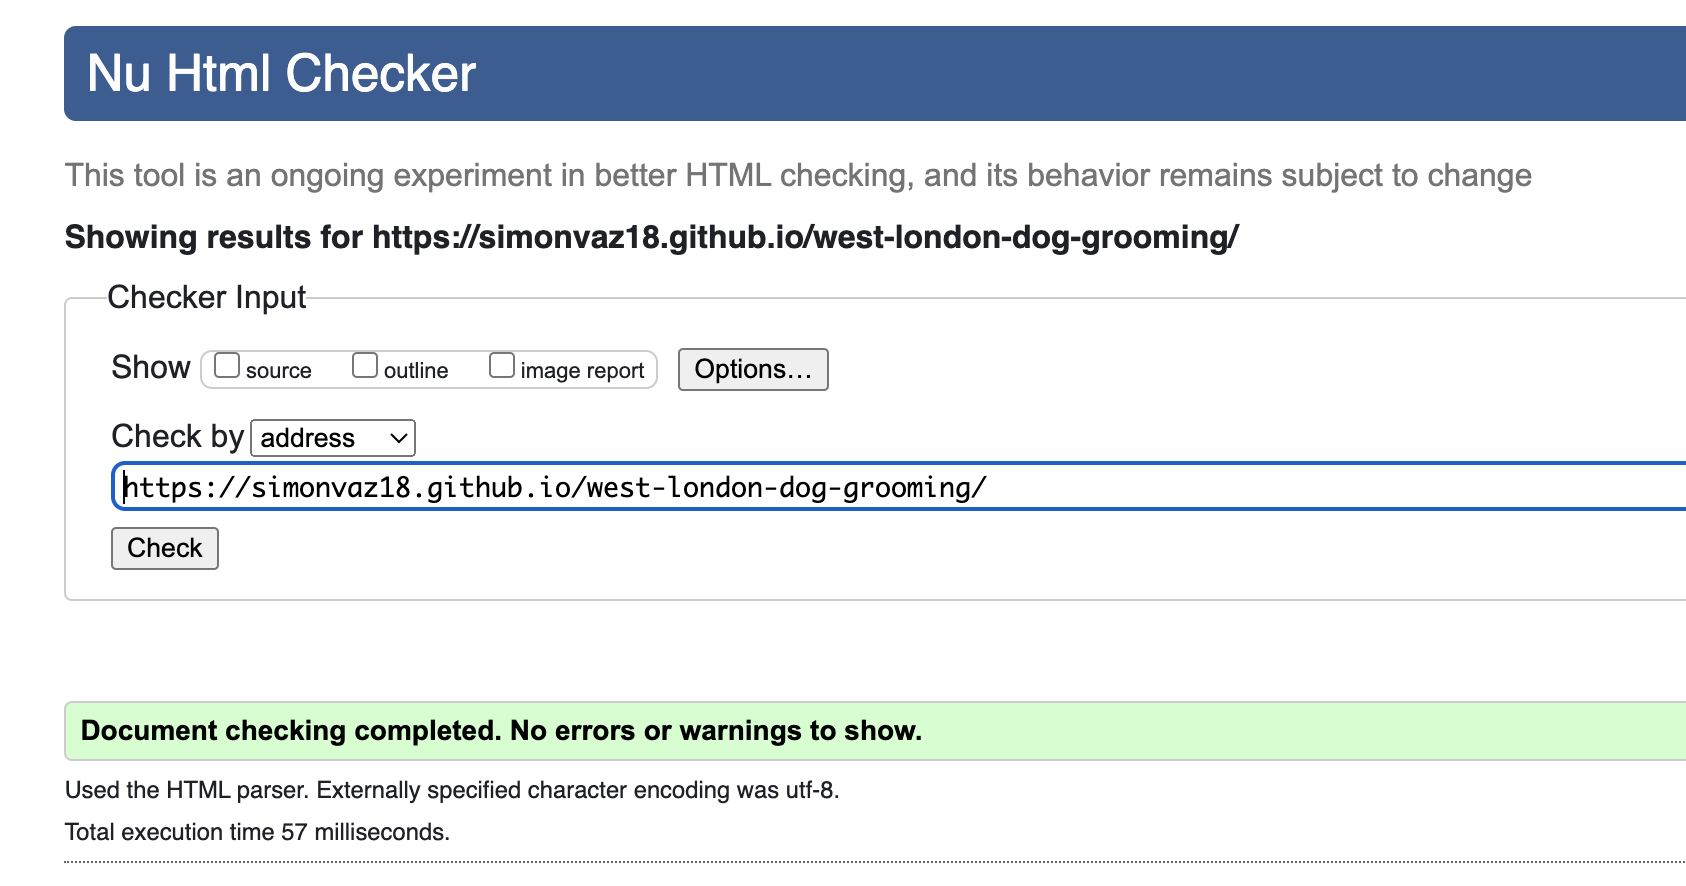 Nu Html Checker
This tool is an ongoing experiment in better HTML checking, and its behavior remains subject to change
Showing results for https://simonvaz18.github.io/west-london-dog-grooming/
Checker Input
Show source outline image report Options…
Check by address
https://simonvaz18.github.io/west-london-dog-grooming/
Check
Document checking completed. No errors or warnings to show.
Used the HTML parser. Externally specified character encoding was utf-8.
Total execution time 57 milliseconds.